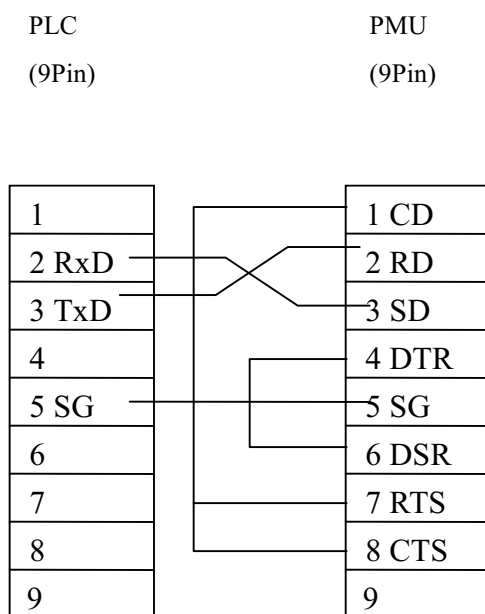 PLC
(9Pin)
PMU
(9Pin)
1
2 RxD
3 TxD
4
5 SG
6
7
8
9
1 CD
2 RD
3 SD
4 DTR
5 SG
6 DSR
7 RTS
8 CTS
9